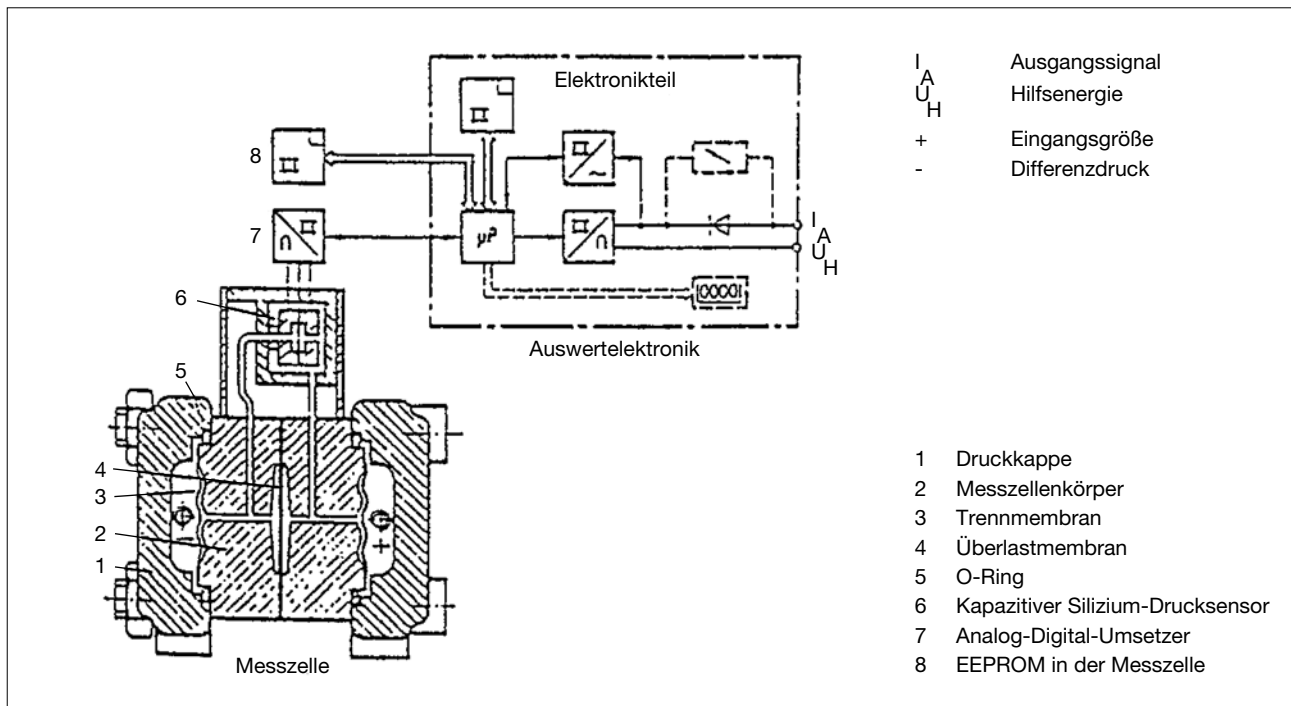 Elektronikteil
8
7
µP
I
A
U
H
Auswertelektronik
6
5
4
3
2
1
Messzelle
I
A Ausgangssignal
U
H Hilfsenergie
+ Eingangsgröße
- Differenzdruck
1 Druckkappe
2 Messzellenkörper
3 Trennmembran
4 Überlastmembran
5 O-Ring
6 Kapazitiver Silizium-Drucksensor
7 Analog-Digital-Umsetzer
8 EEPROM in der Messzelle